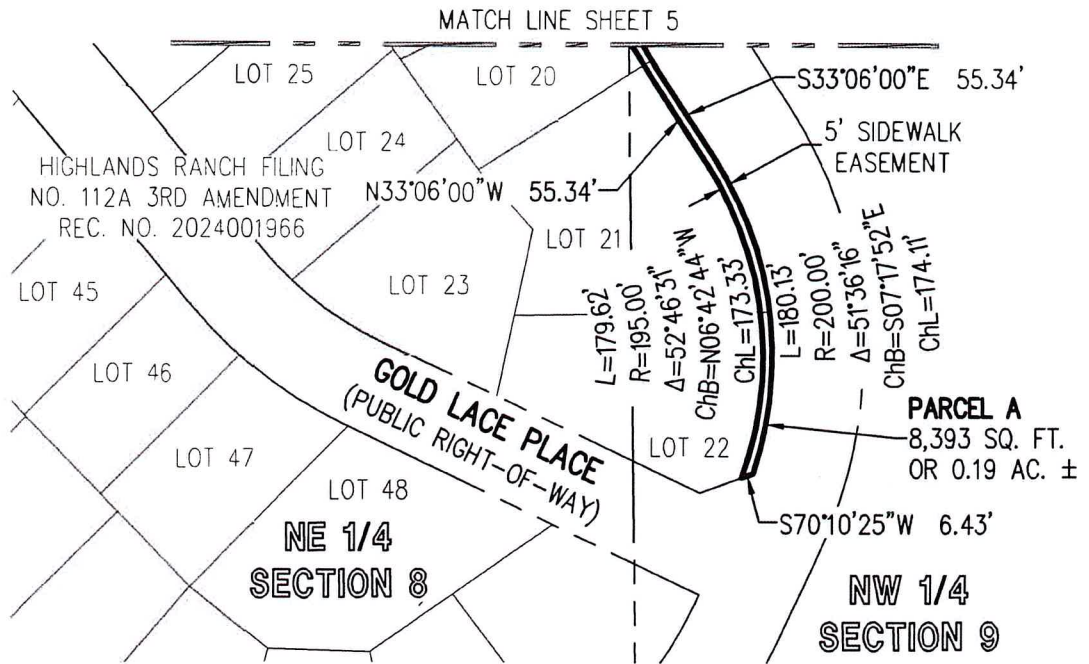 MATCH LINE SHEET 5
LOT 25
LOT 20
S33°06'00"E 55.34'
5' SIDEWALK
EASEMENT
LOT 24
HIGHLANDS RANCH FILING
NO. 112A 3RD AMENDMENT
REC. NO. 2024001966
N33°06'00"W 55.34'
LOT 21
LOT 23
LOT 45
L=179.62'
R=195.00'
Δ=52°46'37"
ChB=N06°42'44"W
ChL=173.33'
L=180.13'
R=200.00'
Δ=51°36'16"
ChB=S07°17'52"E
ChL=174.11'
LOT 46
GOLD LACE PLACE
(PUBLIC RIGHT-OF-WAY)
PARCEL A
8,393 SQ. FT.
OR 0.19 AC. ±
LOT 22
LOT 47
LOT 48
S70°10'25"W 6.43'
NE 1/4
SECTION 8
NW 1/4
SECTION 9